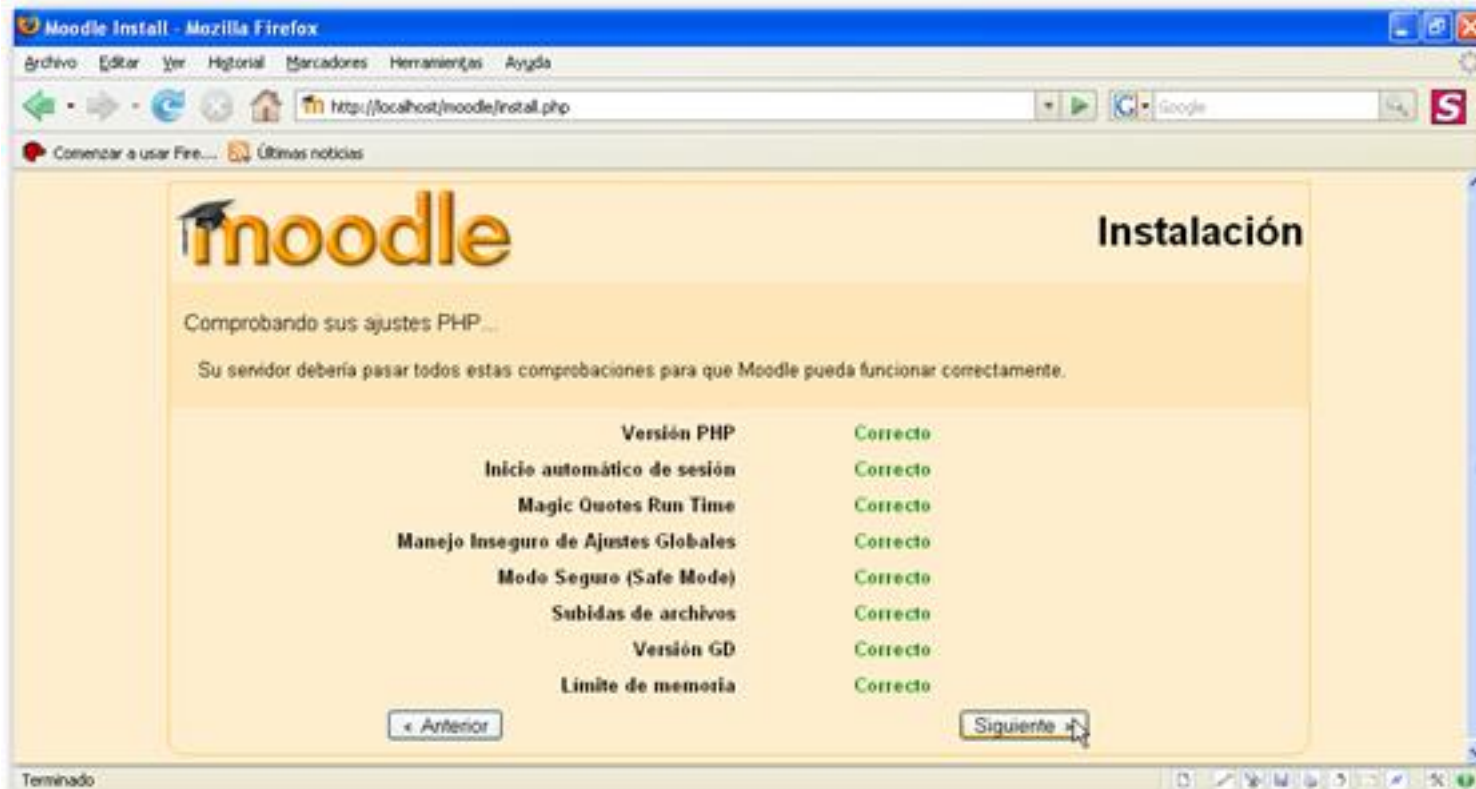 Moodle Install - Mozilla Firefox
Archivo Editar Ver Historial Marcadores Herramientas Ayuda
http://localhost/moodle/install.php
Google
S
Comenzar a usar Fire... Últimas noticias
moodle
Instalación
Comprobando sus ajustes PHP...
Su servidor debería pasar todos estas comprobaciones para que Moodle pueda funcionar correctamente.
Versión PHP Correcto
Inicio automático de sesión Correcto
Magic Quotes Run Time Correcto
Manejo Inseguro de Ajustes Globales Correcto
Modo Seguro (Safe Mode) Correcto
Subidas de archivos Correcto
Versión GD Correcto
Límite de memoria Correcto
« Anterior Siguiente »
Terminado